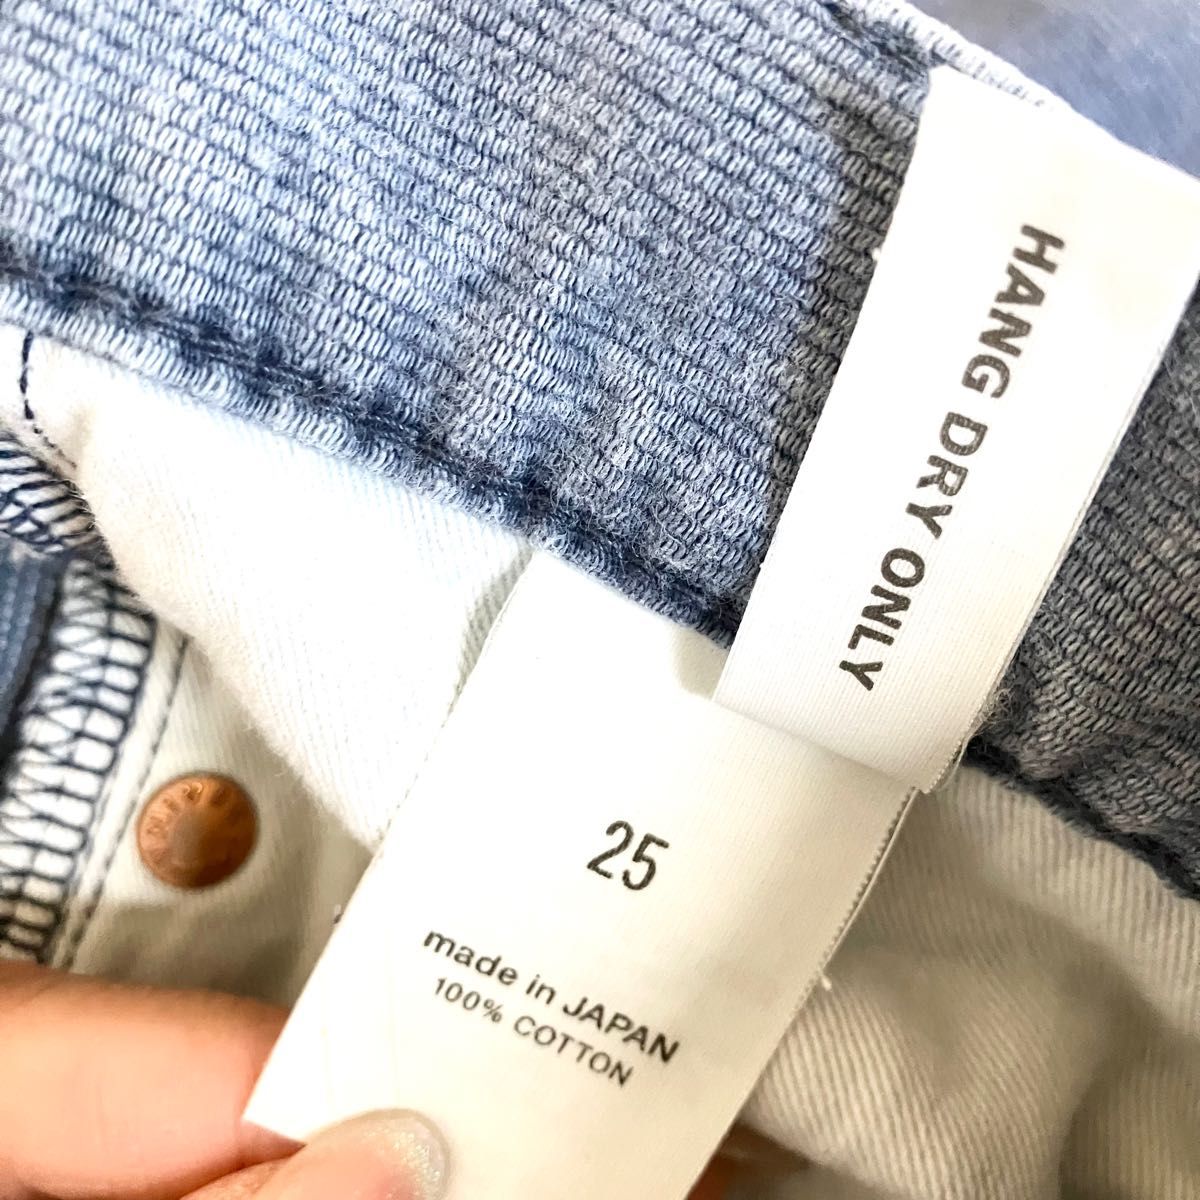 HANG DRY ONLY
25
made in JAPAN
100% COTTON